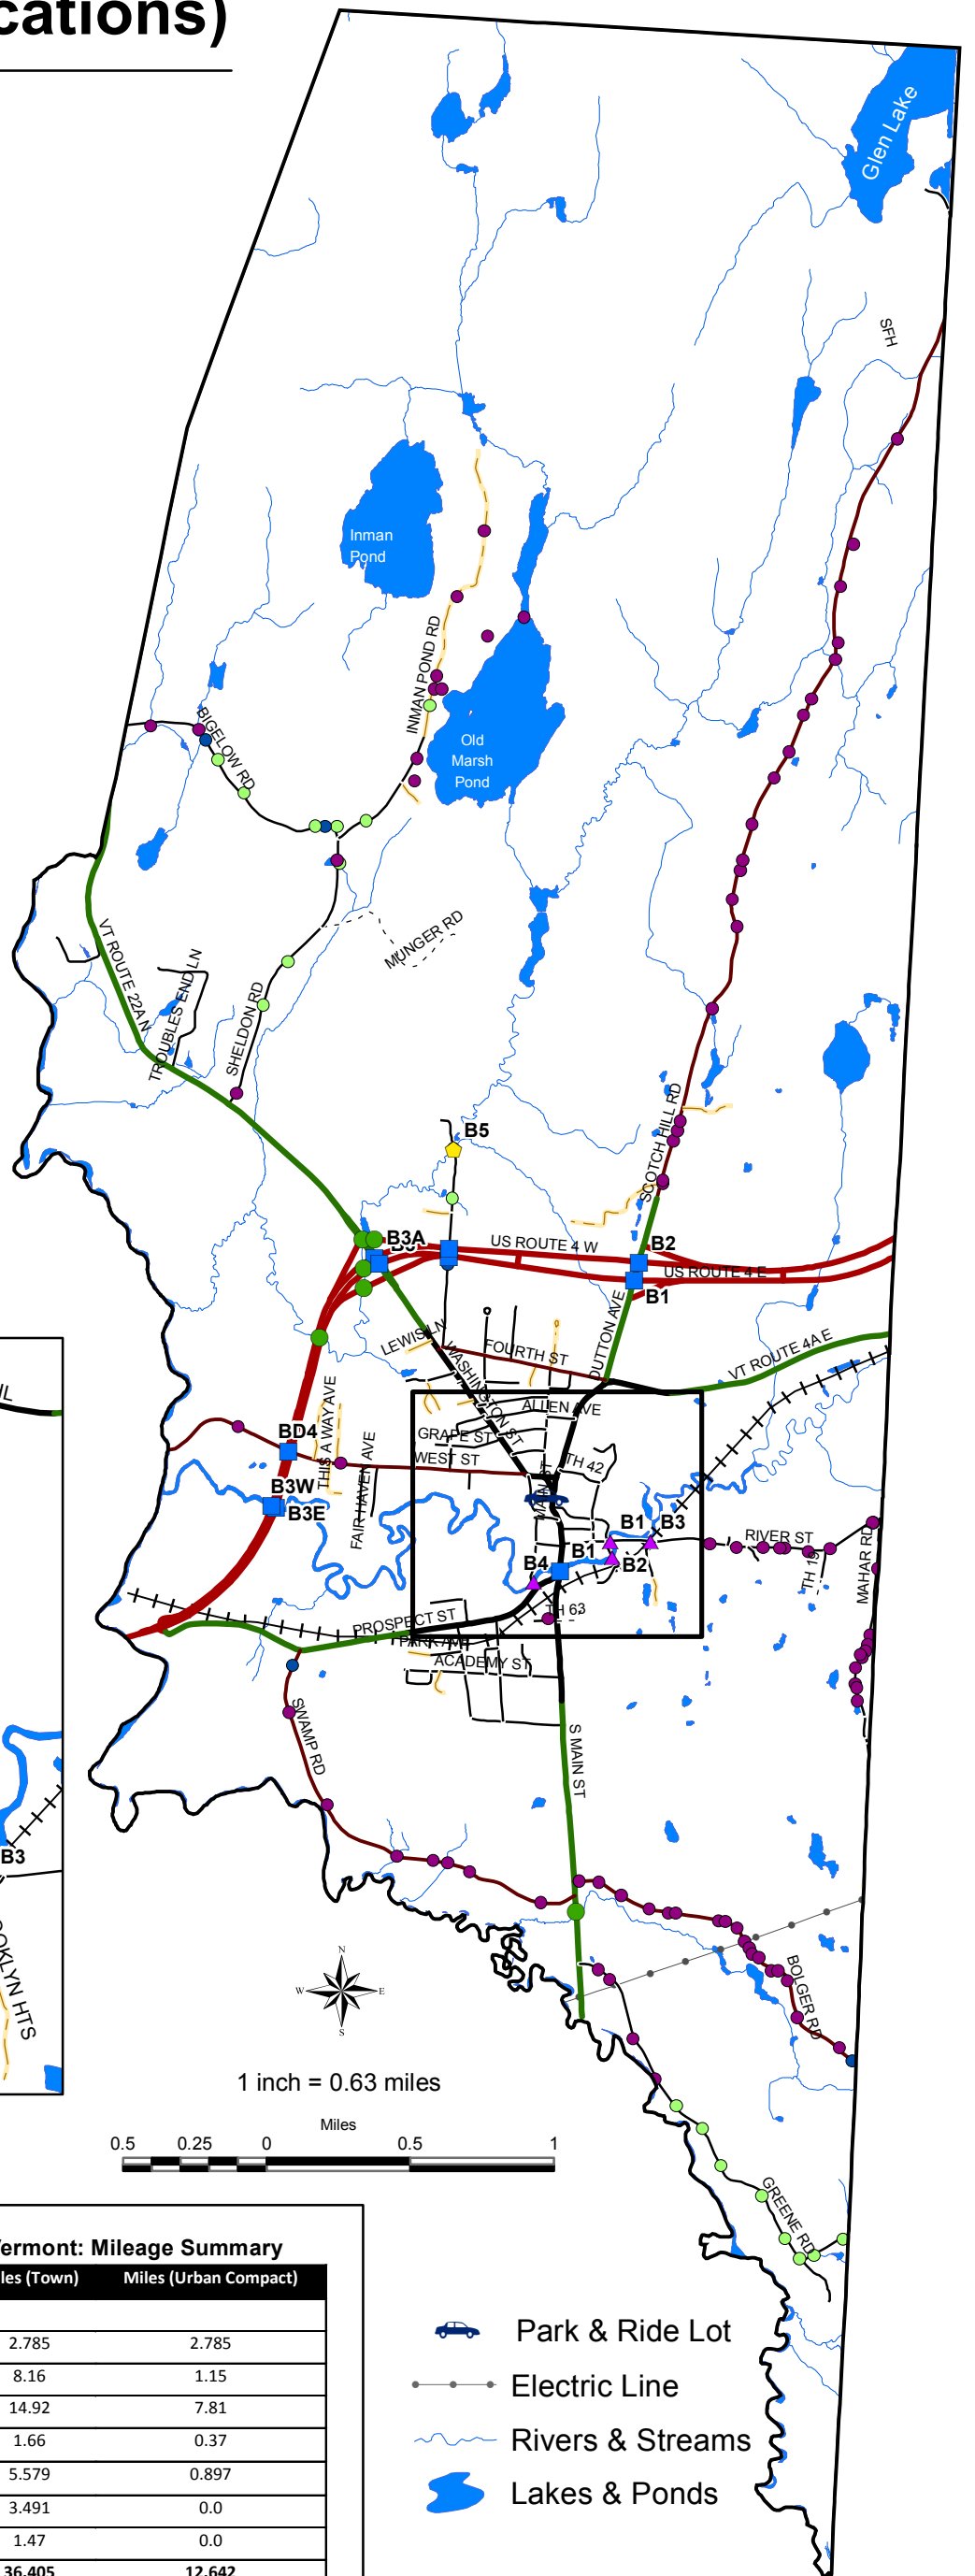 cations)
Glen Lake
SFH
Inman
Pond
INMAN POND RD
BIGELOW RD
Old
Marsh
Pond
MUNGER RD
VT ROUTE 22A N
TROUBLES END LN
SHELDON RD
SCOTCH HILL RD
B5
B3A
US ROUTE 4 W
B2
US ROUTE 4 E
B1
DUTTON AVE
LEWIS LN
WASHINGTON ST
FOURTH ST
VT ROUTE 4A E
IL
ALLEN AVE
GRAPE ST
WEST ST
TH 42
MAIN ST
THIS A WAY AVE
FAIR HAVEN AVE
BD4
B3W
B3E
B1
B3
RIVER ST
B1
B2
B4
TH 19
MAHAR RD
TH 63
PROSPECT ST
PARK AVE
ACADEMY ST
SWAMP RD
S MAIN ST
B3
OKLYN HTS
BOLGER RD
N
W
E
S
1 inch = 0.63 miles
Miles
0.5 0.25 0 0.5 1
GREENE RD
Vermont: Mileage Summary
les (Town) Miles (Urban Compact)
2.785 2.785
8.16 1.15
14.92 7.81
1.66 0.37
5.579 0.897
3.491 0.0
1.47 0.0
36.405 12.642
Park & Ride Lot
Electric Line
Rivers & Streams
Lakes & Ponds